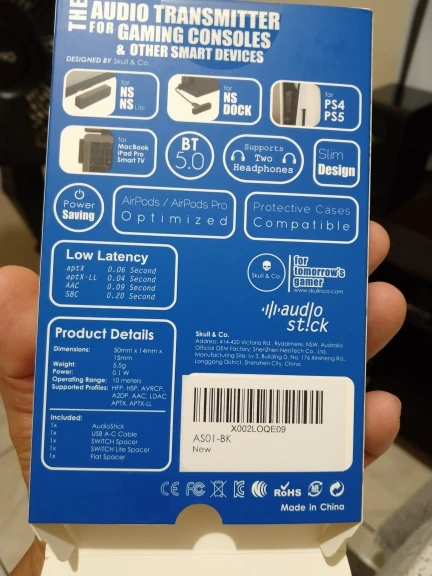 THE AUDIO TRANSMITTER
FOR GAMING CONSOLES
& OTHER SMART DEVICES
DESIGNED BY Skull & Co.
for
NS
NS Lite
for
NS
DOCK
for
PS4
PS5
for
MacBook
iPad Pro
Smart TV
BT
5.0
Supports
Two
Headphones
Slim
Design
Power
Saving
AirPods / AirPods Pro
Optimized
Protective Cases
Compatible
Low Latency
aptX 0.06 Second
aptX-LL 0.04 Second
AAC 0.09 Second
SBC 0.20 Second
Skull & Co.
for
tomorrow's
gamer
www.skullnco.com
audio
st!ck
Product Details
Dimensions: 50mm x 14mm x
15mm
Weight: 5.5g
Power: 0.1 W
Operating Range: 10 meters
Supported Profiles: HFP, HSP, AVRCP,
A2DP, AAC, LDAC
APTX, APTX-LL
Included:
1x AudioStick
1x USB A-C Cable
1x SWITCH Spacer
1x SWITCH Lite Spacer
1x Flat Spacer
Skull & Co.
Address: 414-420 Victoria Rd., Rydalmere, NSW, Australia
Official OEM Factory: ShenZhen NeoTech Co., LTD.
Manufacturing Site: Lv 3, Building D, No. 176 Xinsheng Rd.,
Longgang District, Shenzhen City, China
X002LOQE09
AS01-BK
New
CE FC RoHS
Made in China